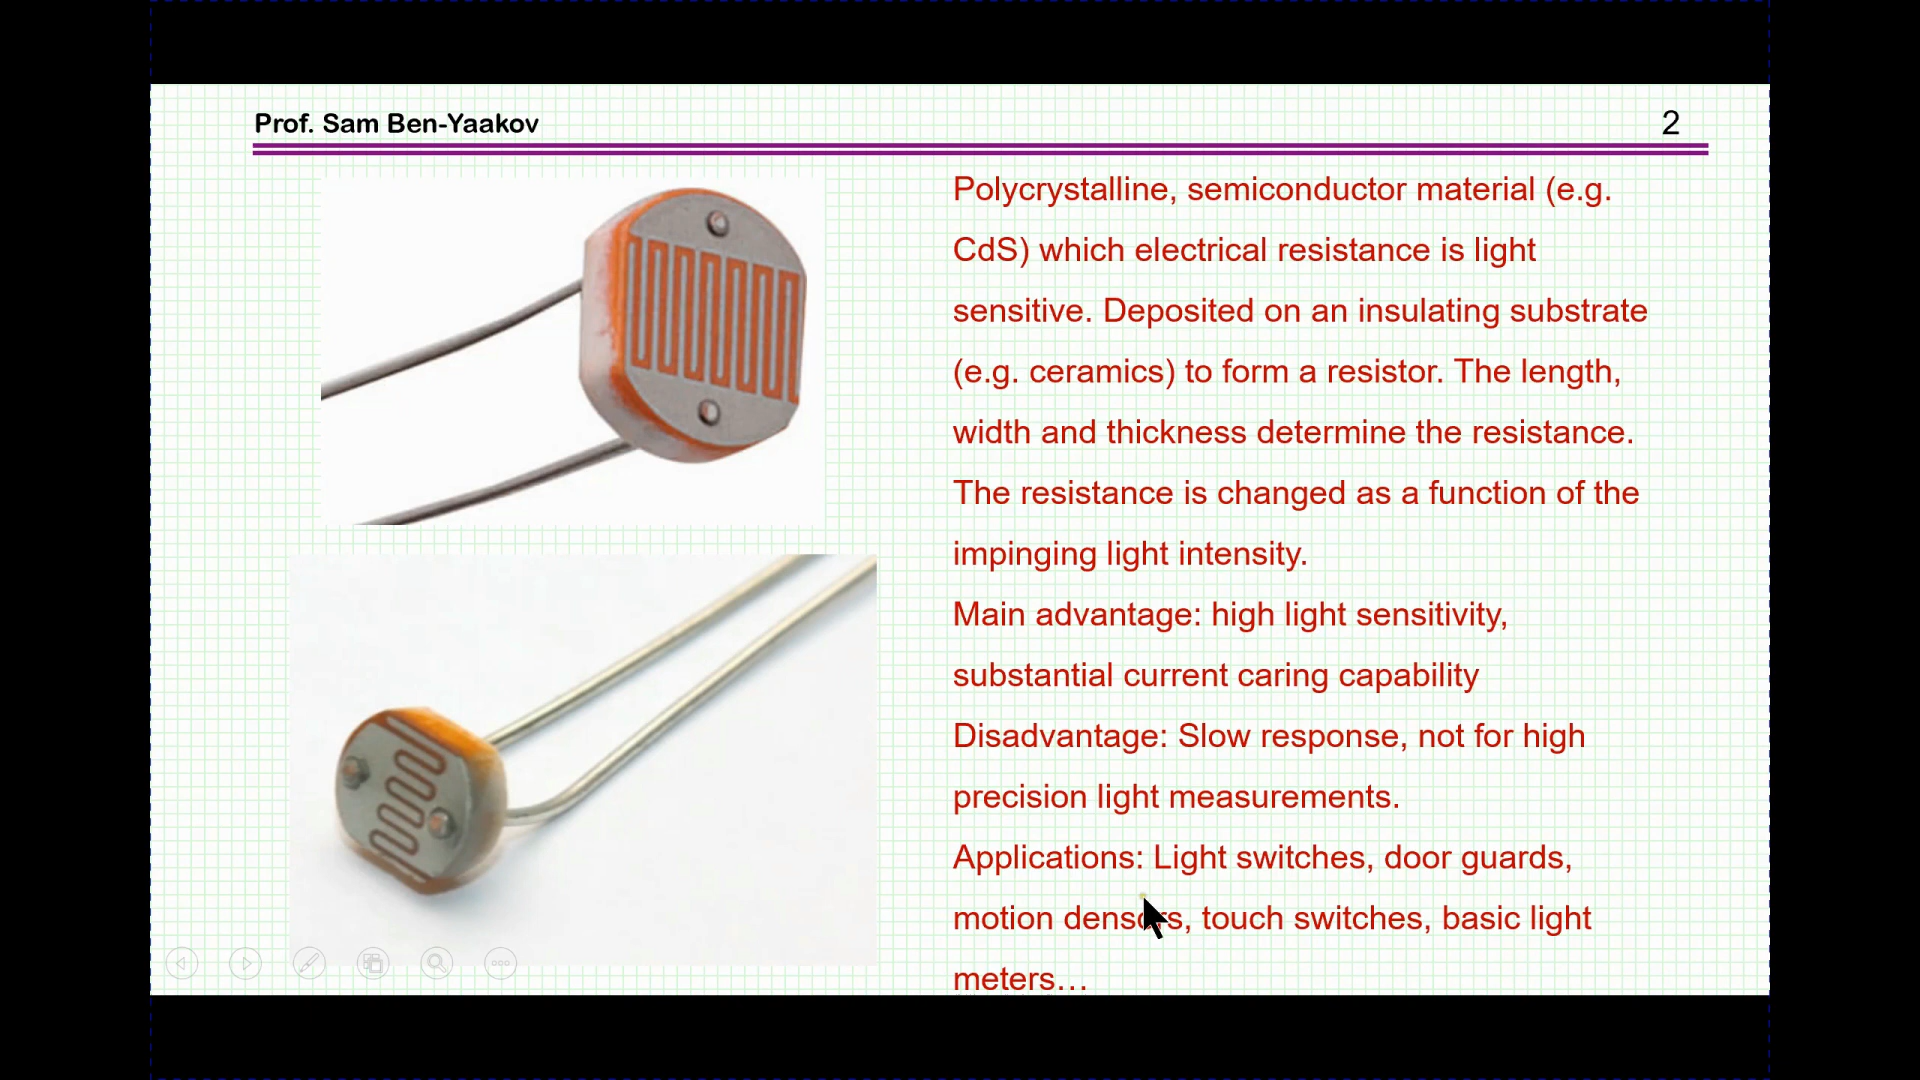 Prof. Sam Ben-Yaakov
2
Polycrystalline, semiconductor material (e.g.
CdS) which electrical resistance is light
sensitive. Deposited on an insulating substrate
(e.g. ceramics) to form a resistor. The length,
width and thickness determine the resistance.
The resistance is changed as a function of the
impinging light intensity.
Main advantage: high light sensitivity,
substantial current caring capability
Disadvantage: Slow response, not for high
precision light measurements.
Applications: Light switches, door guards,
motion densors, touch switches, basic light
meters…